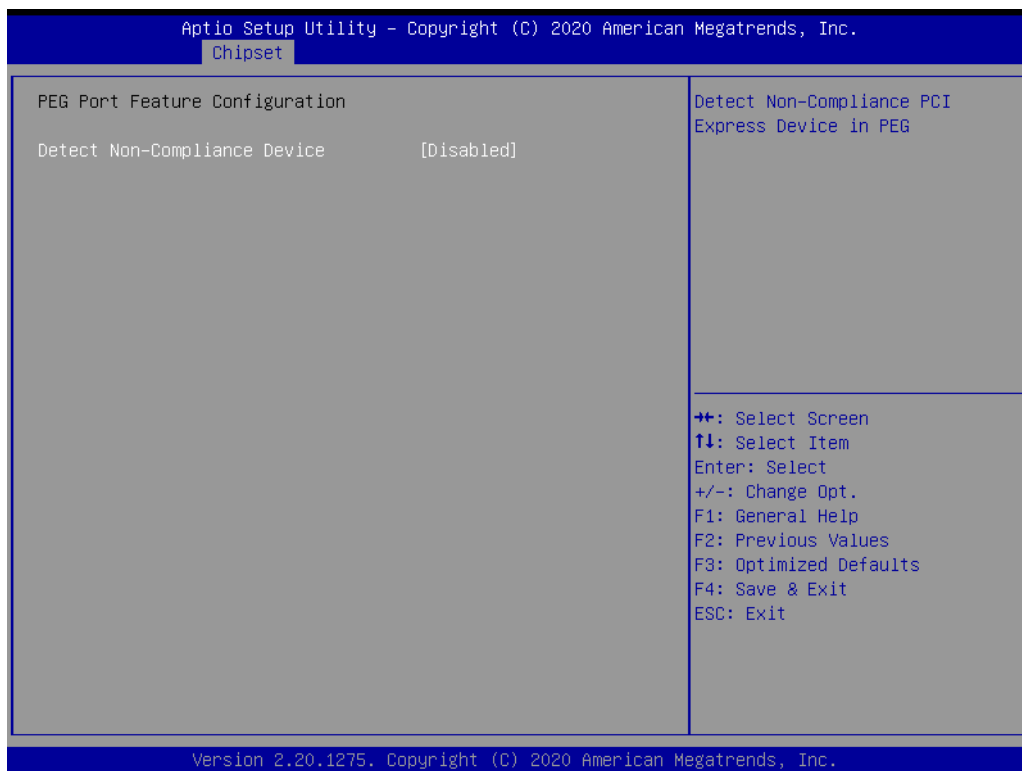 Aptio Setup Utility – Copyright (C) 2020 American Megatrends, Inc.
Chipset
PEG Port Feature Configuration
Detect Non-Compliance Device [Disabled]
Detect Non-Compliance PCI
Express Device in PEG
→←: Select Screen
↑↓: Select Item
Enter: Select
+/-: Change Opt.
F1: General Help
F2: Previous Values
F3: Optimized Defaults
F4: Save & Exit
ESC: Exit
Version 2.20.1275. Copyright (C) 2020 American Megatrends, Inc.